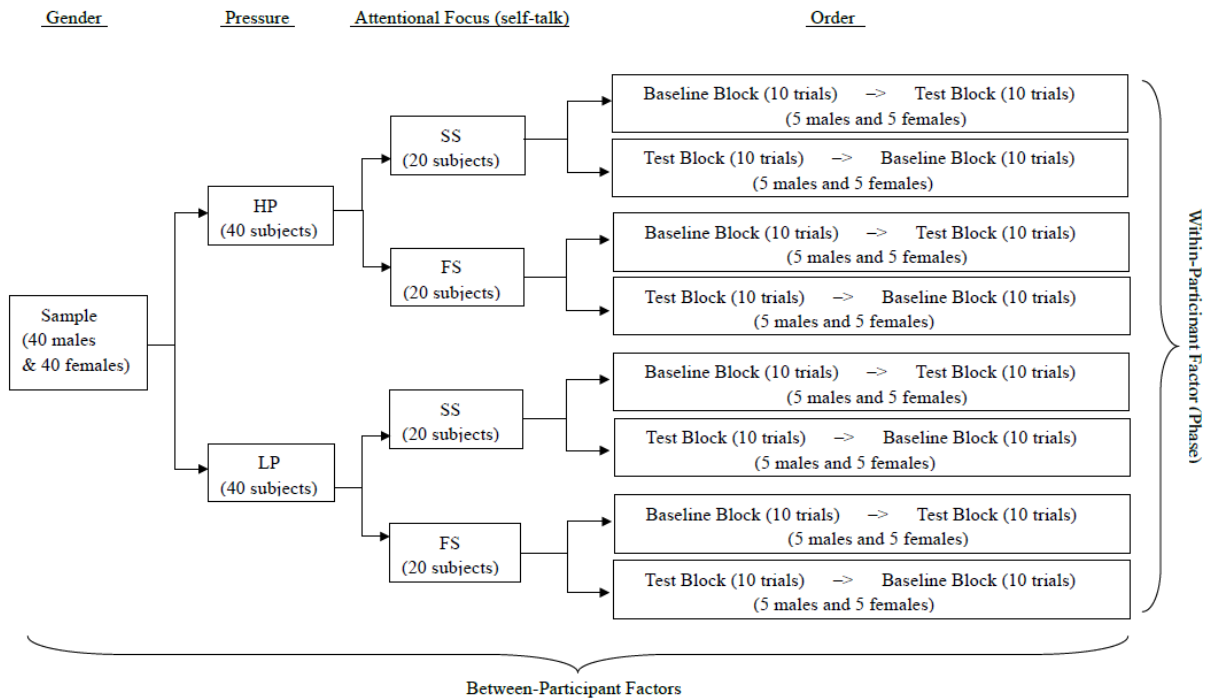 Gender Pressure Attentional Focus (self-talk) Order
Baseline Block (10 trials) –> Test Block (10 trials)
(5 males and 5 females)
SS
(20 subjects)
Test Block (10 trials) –> Baseline Block (10 trials)
(5 males and 5 females)
HP
(40 subjects)
Baseline Block (10 trials) –> Test Block (10 trials)
(5 males and 5 females)
FS
(20 subjects)
Test Block (10 trials) –> Baseline Block (10 trials)
(5 males and 5 females)
Sample
(40 males
& 40 females)
Baseline Block (10 trials) –> Test Block (10 trials)
(5 males and 5 females)
SS
(20 subjects)
Test Block (10 trials) –> Baseline Block (10 trials)
(5 males and 5 females)
LP
(40 subjects)
Baseline Block (10 trials) –> Test Block (10 trials)
(5 males and 5 females)
FS
(20 subjects)
Test Block (10 trials) –> Baseline Block (10 trials)
(5 males and 5 females)
Within-Participant Factor (Phase)
Between-Participant Factors